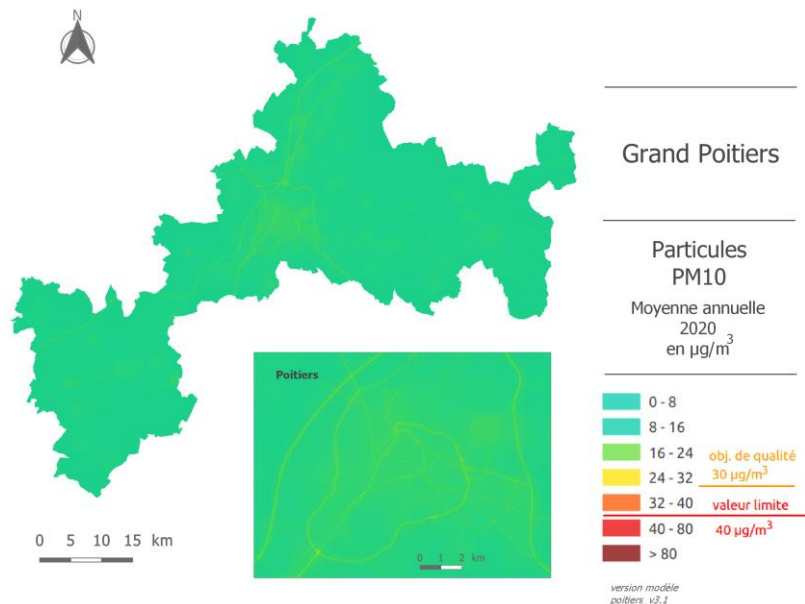 Grand Poitiers
Particules
PM10
Moyenne annuelle
2020
en µg/m³
Poitiers
0 - 8
8 - 16
16 - 24
24 - 32
32 - 40
40 - 80
> 80
obj. de qualité
30 µg/m³
valeur limite
40 µg/m³
0 5 10 15 km
0 1 2 km
version modèle
poitiers_v3.1